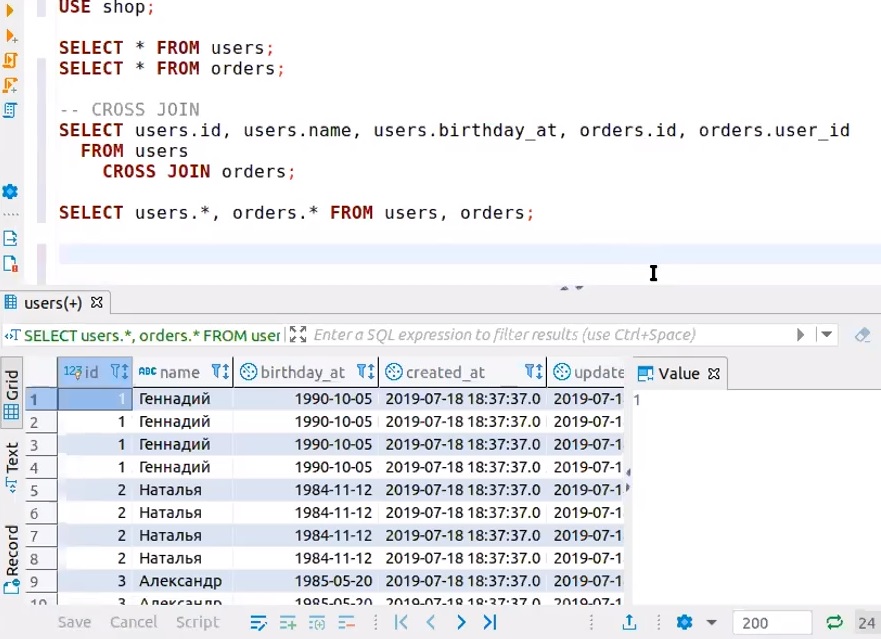 USE shop;
SELECT * FROM users;
SELECT * FROM orders;
-- CROSS JOIN
SELECT users.id, users.name, users.birthday_at, orders.id, orders.user_id
FROM users
CROSS JOIN orders;
SELECT users.*, orders.* FROM users, orders;
users(+)
SELECT users.*, orders.* FROM user
Enter a SQL expression to filter results (use Ctrl+Space)
Grid
Text
Record
123 id ABC name birthday_at created_at update
Value
1 1 Геннадий 1990-10-05 2019-07-18 18:37:37.0 2019-07-1
1
2 1 Геннадий 1990-10-05 2019-07-18 18:37:37.0 2019-07-1
3 1 Геннадий 1990-10-05 2019-07-18 18:37:37.0 2019-07-1
4 1 Геннадий 1990-10-05 2019-07-18 18:37:37.0 2019-07-1
5 2 Наталья 1984-11-12 2019-07-18 18:37:37.0 2019-07-1
6 2 Наталья 1984-11-12 2019-07-18 18:37:37.0 2019-07-1
7 2 Наталья 1984-11-12 2019-07-18 18:37:37.0 2019-07-1
8 2 Наталья 1984-11-12 2019-07-18 18:37:37.0 2019-07-1
9 3 Александр 1985-05-20 2019-07-18 18:37:37.0 2019-07-1
10 3 Александр 1985-05-20 2019-07-18 18:37:37.0 2019-07-1
Save Cancel Script 200 24